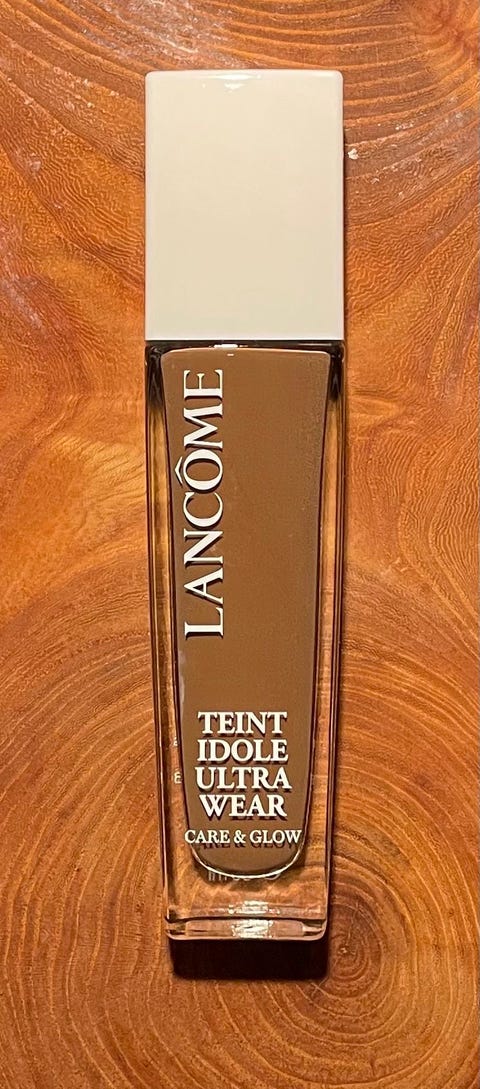 LANCÔME
TEINT
IDOLE
ULTRA
WEAR
CARE & GLOW